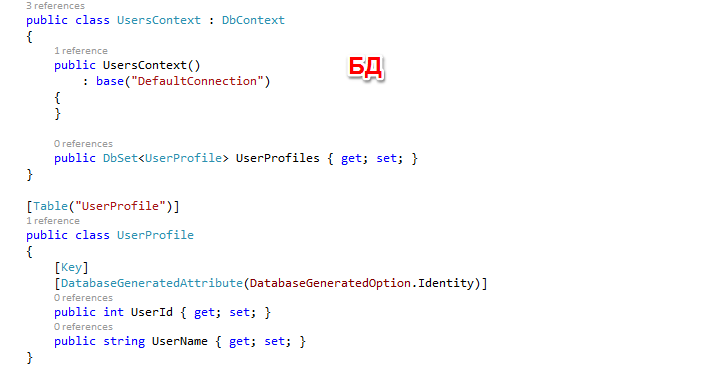 3 references
public class UsersContext : DbContext
{
1 reference
public UsersContext()
: base("DefaultConnection")
БД
{
}
0 references
public DbSet<UserProfile> UserProfiles { get; set; }
}
[Table("UserProfile")]
1 reference
public class UserProfile
{
[Key]
[DatabaseGeneratedAttribute(DatabaseGeneratedOption.Identity)]
0 references
public int UserId { get; set; }
0 references
public string UserName { get; set; }
}